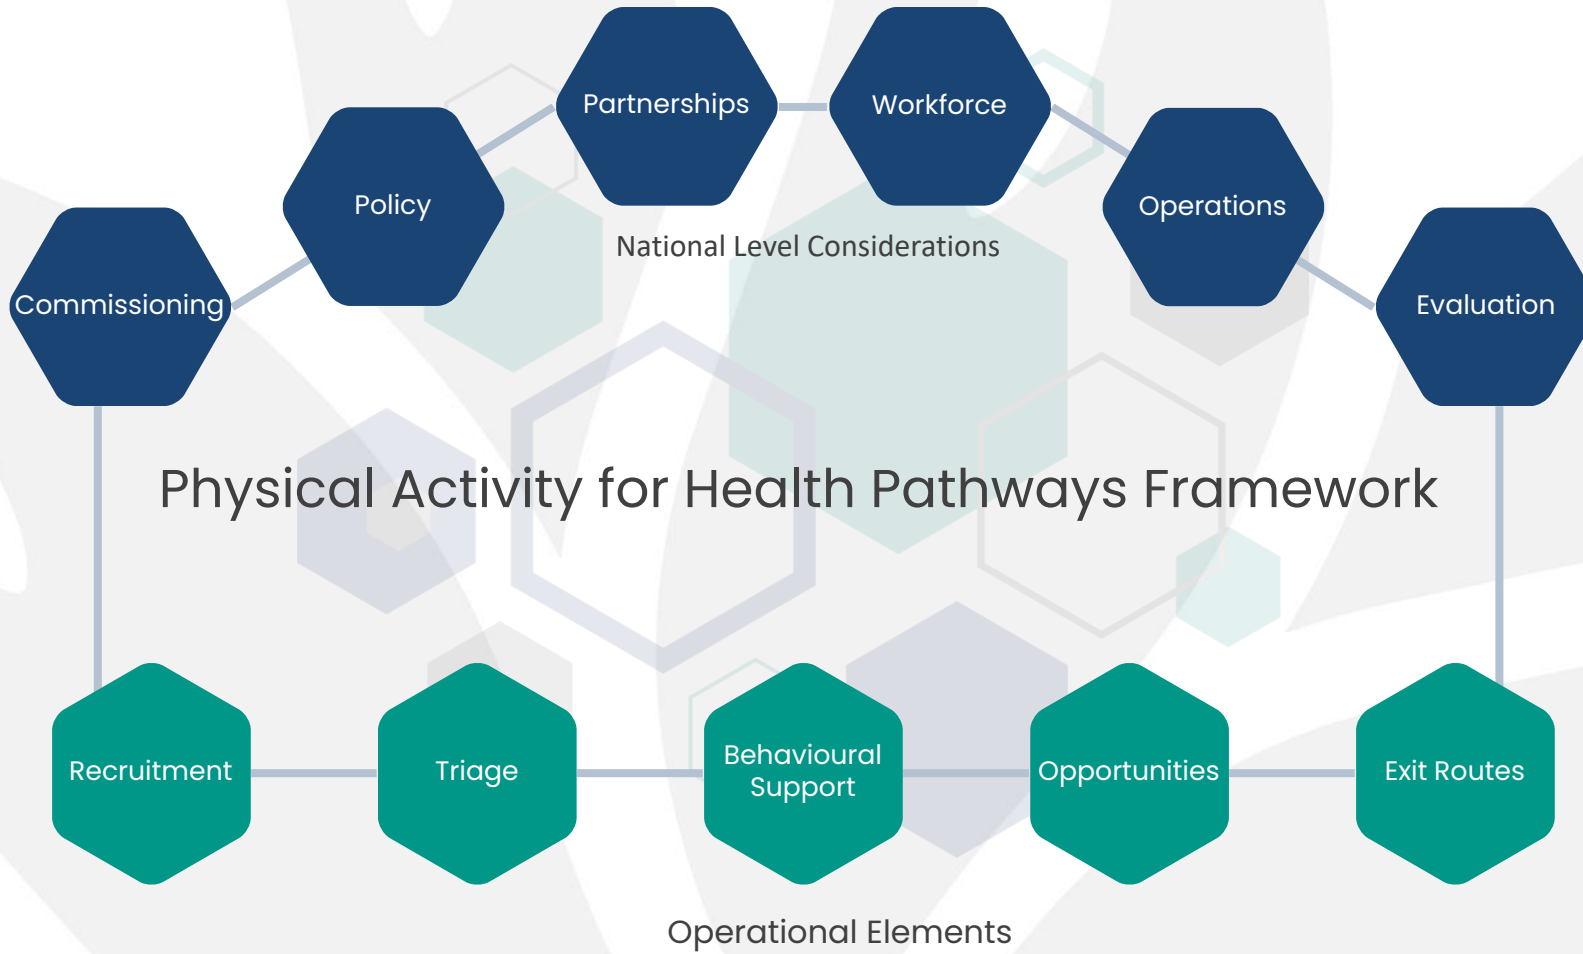 Partnerships
Workforce
Policy
Operations
National Level Considerations
Commissioning
Evaluation
Physical Activity for Health Pathways Framework
Recruitment
Triage
Behavioural
Support
Opportunities
Exit Routes
Operational Elements